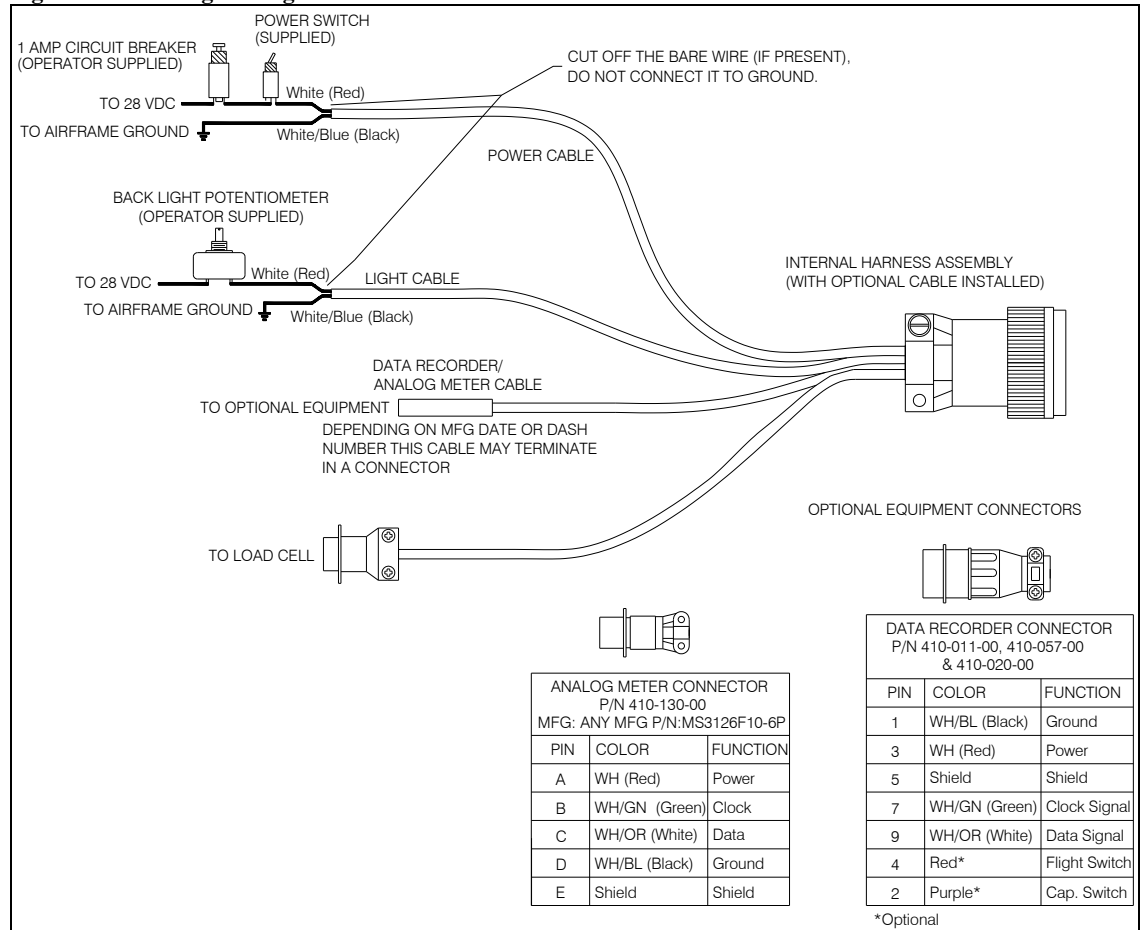 POWER SWITCH
(SUPPLIED)
1 AMP CIRCUIT BREAKER
(OPERATOR SUPPLIED)
CUT OFF THE BARE WIRE (IF PRESENT),
DO NOT CONNECT IT TO GROUND.
White (Red)
TO 28 VDC
TO AIRFRAME GROUND
White/Blue (Black)
POWER CABLE
BACK LIGHT POTENTIOMETER
(OPERATOR SUPPLIED)
INTERNAL HARNESS ASSEMBLY
(WITH OPTIONAL CABLE INSTALLED)
White (Red)
LIGHT CABLE
TO 28 VDC
TO AIRFRAME GROUND
White/Blue (Black)
DATA RECORDER/
ANALOG METER CABLE
TO OPTIONAL EQUIPMENT
DEPENDING ON MFG DATE OR DASH
NUMBER THIS CABLE MAY TERMINATE
IN A CONNECTOR
OPTIONAL EQUIPMENT CONNECTORS
TO LOAD CELL
ANALOG METER CONNECTOR
P/N 410-130-00
MFG: ANY MFG P/N:MS3126F10-6P
PIN COLOR FUNCTION
A WH (Red) Power
B WH/GN (Green) Clock
C WH/OR (White) Data
D WH/BL (Black) Ground
E Shield Shield
DATA RECORDER CONNECTOR
P/N 410-011-00, 410-057-00
& 410-020-00
PIN COLOR FUNCTION
1 WH/BL (Black) Ground
3 WH (Red) Power
5 Shield Shield
7 WH/GN (Green) Clock Signal
9 WH/OR (White) Data Signal
4 Red* Flight Switch
2 Purple* Cap. Switch
*Optional